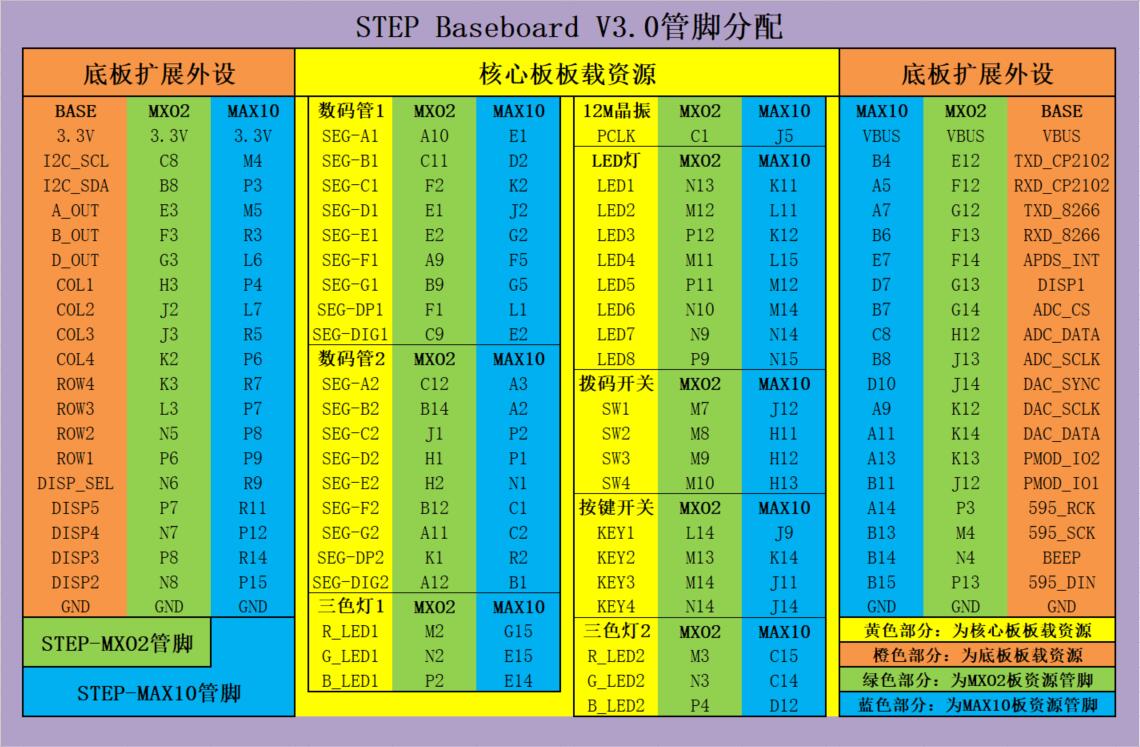 STEP Baseboard V3.0管脚分配
底板扩展外设 核心板板载资源 底板扩展外设
BASE MXO2 MAX10 数码管1 MXO2 MAX10 12M晶振 MXO2 MAX10 MAX10 MXO2 BASE
3.3V 3.3V 3.3V SEG-A1 A10 E1 PCLK C1 J5 VBUS VBUS VBUS
I2C_SCL C8 M4 SEG-B1 C11 D2 LED灯 MXO2 MAX10 B4 E12 TXD_CP2102
I2C_SDA B8 P3 SEG-C1 F2 K2 LED1 N13 K11 A5 F12 RXD_CP2102
A_OUT E3 M5 SEG-D1 E1 J2 LED2 M12 L11 A7 G12 TXD_8266
B_OUT F3 R3 SEG-E1 E2 G2 LED3 P12 K12 B6 F13 RXD_8266
D_OUT G3 L6 SEG-F1 A9 F5 LED4 M11 L15 E7 F14 APDS_INT
COL1 H3 P4 SEG-G1 B9 G5 LED5 P11 M12 D7 G13 DISP1
COL2 J2 L7 SEG-DP1 F1 L1 LED6 N10 M14 B7 G14 ADC_CS
COL3 J3 R5 SEG-DIG1 C9 E2 LED7 N9 N14 C8 H12 ADC_DATA
COL4 K2 P6 数码管2 MXO2 MAX10 LED8 P9 N15 B8 J13 ADC_SCLK
ROW4 K3 R7 SEG-A2 C12 A3 拨码开关 MXO2 MAX10 D10 J14 DAC_SYNC
ROW3 L3 P7 SEG-B2 B14 A2 SW1 M7 J12 A9 K12 DAC_SCLK
ROW2 N5 P8 SEG-C2 J1 P2 SW2 M8 H11 A11 K14 DAC_DATA
ROW1 P6 P9 SEG-D2 H1 P1 SW3 M9 H12 A13 K13 PMOD_IO2
DISP_SEL N6 R9 SEG-E2 H2 N1 SW4 M10 H13 B11 J12 PMOD_IO1
DISP5 P7 R11 SEG-F2 B12 C1 按键开关 MXO2 MAX10 A14 P3 595_RCK
DISP4 N7 P12 SEG-G2 A11 C2 KEY1 L14 J9 B13 M4 595_SCK
DISP3 P8 R14 SEG-DP2 K1 R2 KEY2 M13 K14 B14 N4 BEEP
DISP2 N8 P15 SEG-DIG2 A12 B1 KEY3 M14 J11 B15 P13 595_DIN
GND GND GND 三色灯1 MXO2 MAX10 KEY4 N14 J14 GND GND GND
STEP-MXO2管脚 R_LED1 M2 G15 三色灯2 MXO2 MAX10 黄色部分：为核心板板载资源
G_LED1 N2 E15 R_LED2 M3 C15 橙色部分：为底板板载资源
STEP-MAX10管脚 B_LED1 P2 E14 G_LED2 N3 C14 绿色部分：为MXO2板资源管脚
B_LED2 P4 D12 蓝色部分：为MAX10板资源管脚